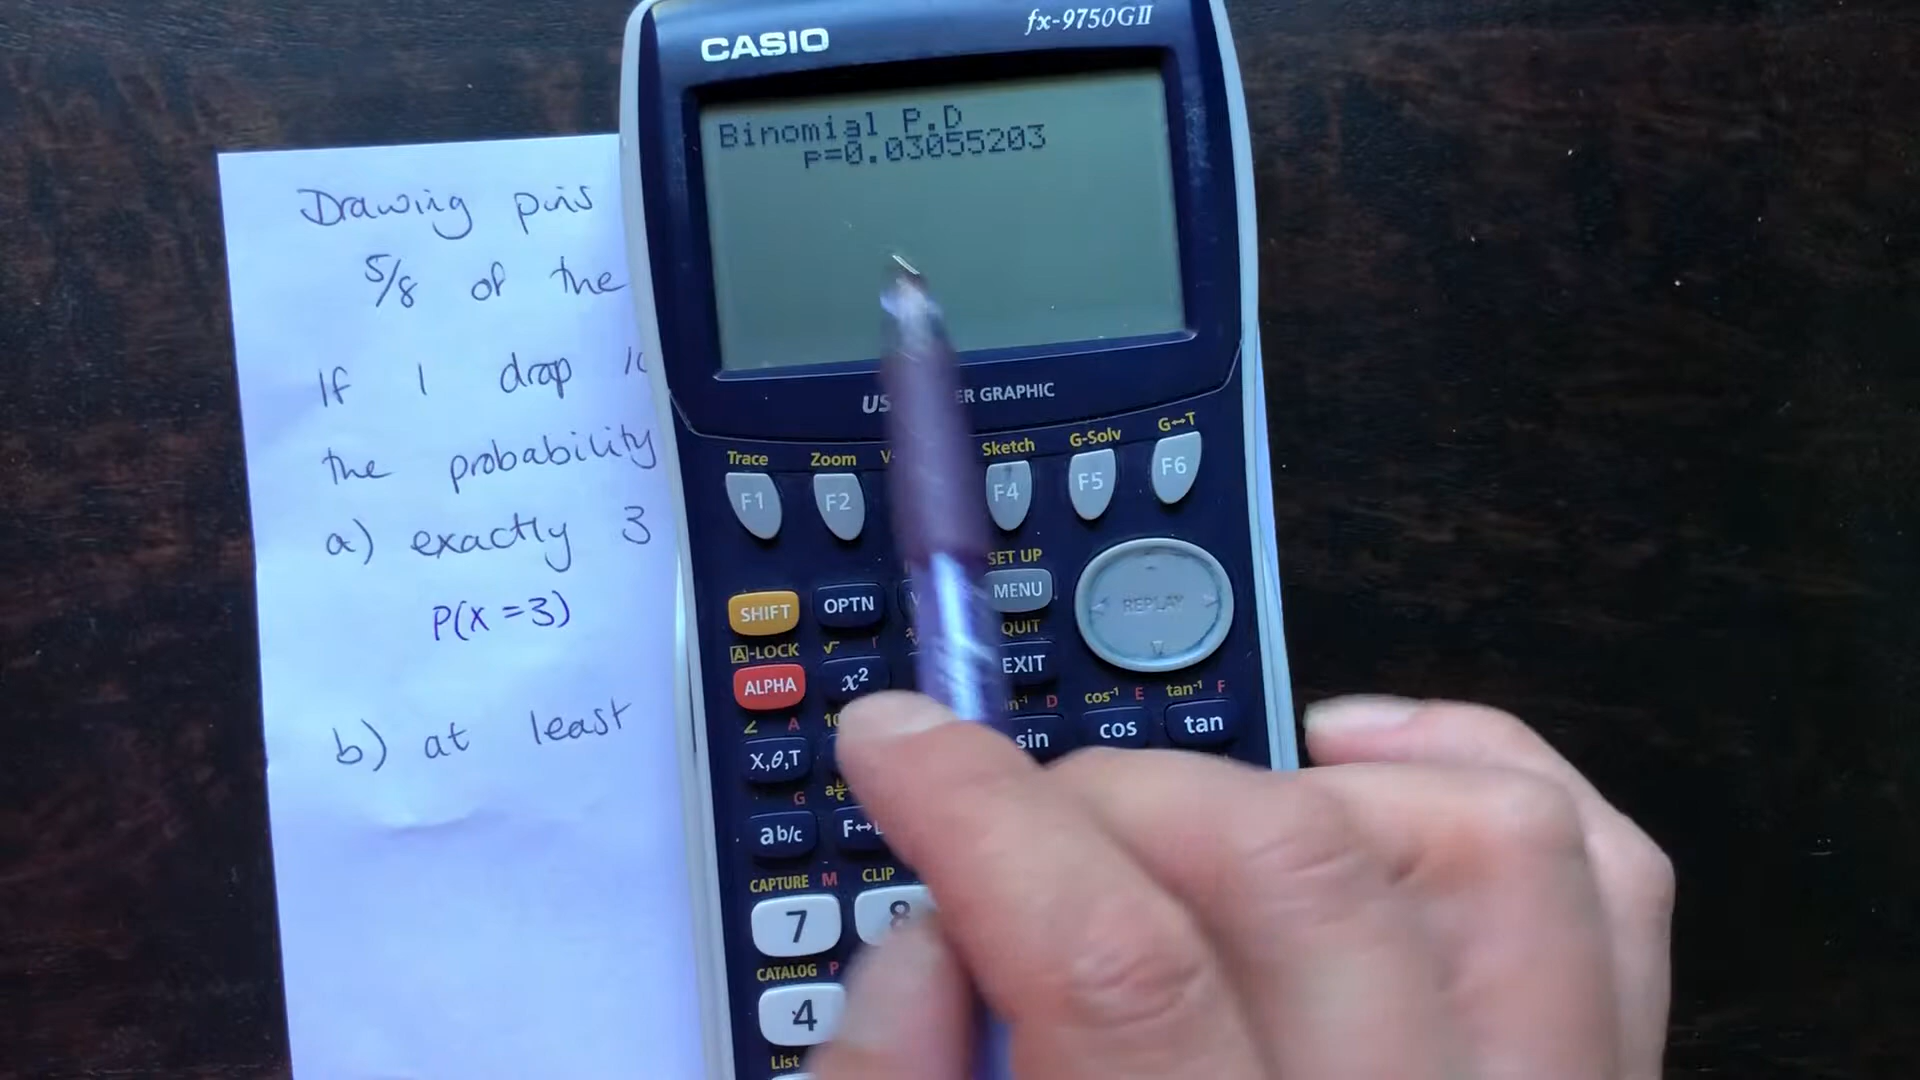 CASIO
fx-9750GII
Binomial P.D
p=0.03055203
Drawing pins
5/8 of the
If I drop
the probability
a) exactly 3
P(X=3)
b) at least
GRAPHIC
Trace Zoom Sketch G-Solv G↔T
F1 F2 F4 F5 F6
SET UP
SHIFT OPTN MENU REPLAY
A-LOCK √ r QUIT
ALPHA x² EXIT
∠ A D cos⁻¹ E tan⁻¹ F
X,θ,T sin cos tan
G
ab/c
CAPTURE M CLIP
7 8
CATALOG P
4
List